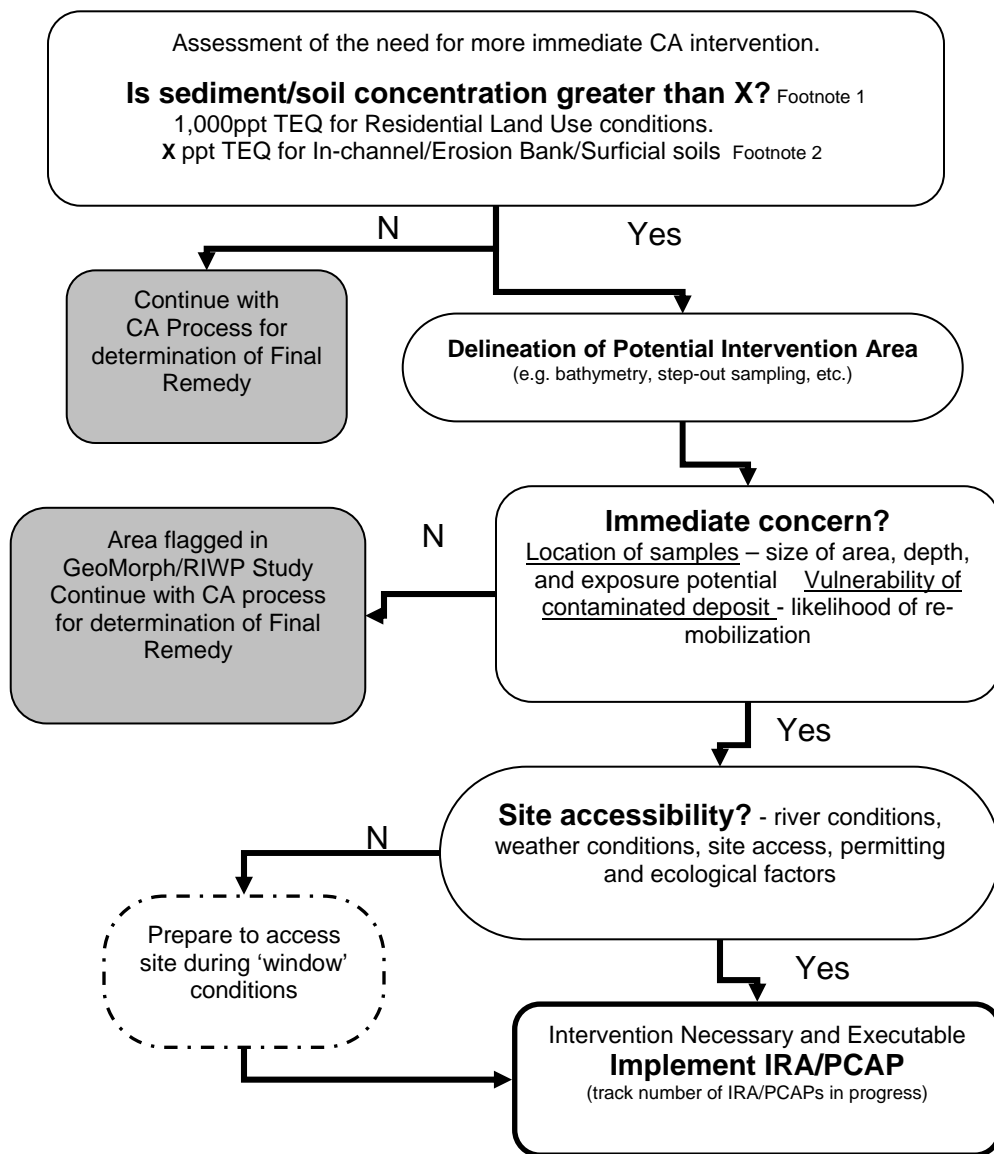 Assessment of the need for more immediate CA intervention.
Is sediment/soil concentration greater than X? Footnote 1
1,000ppt TEQ for Residential Land Use conditions.
X ppt TEQ for In-channel/Erosion Bank/Surficial soils Footnote 2
N
Yes
Continue with
CA Process for
determination of Final
Remedy
Delineation of Potential Intervention Area
(e.g. bathymetry, step-out sampling, etc.)
Immediate concern?
Location of samples – size of area, depth,
and exposure potential Vulnerability of
contaminated deposit - likelihood of re-
mobilization
N
Area flagged in
GeoMorph/RIWP Study
Continue with CA process
for determination of Final
Remedy
Yes
Site accessibility? - river conditions,
weather conditions, site access, permitting
and ecological factors
N
Prepare to access
site during ‘window’
conditions
Yes
Intervention Necessary and Executable
Implement IRA/PCAP
(track number of IRA/PCAPs in progress)